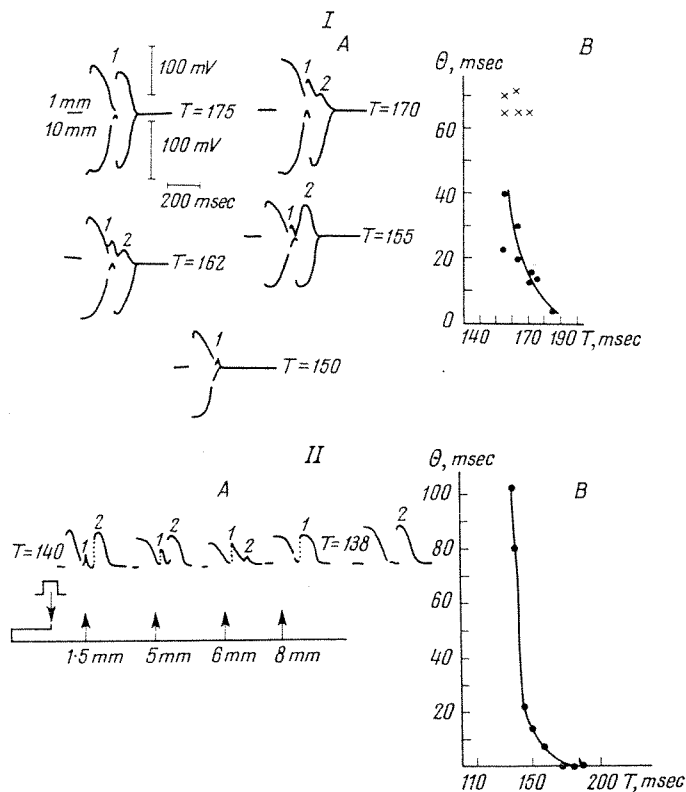 I
A
B
1
100 mV
1 mm
10 mm
T=175
100 mV
200 msec
1
2
T=170
1
2
T=162
1
2
T=155
1
T=150
Θ, msec
60
40
20
0
140 170 190 T, msec
II
A
B
T=140
1 2
1 2
1 2
1
T=138
2
1·5 mm 5 mm 6 mm 8 mm
Θ, msec
100
80
60
40
20
110 150 200 T, msec